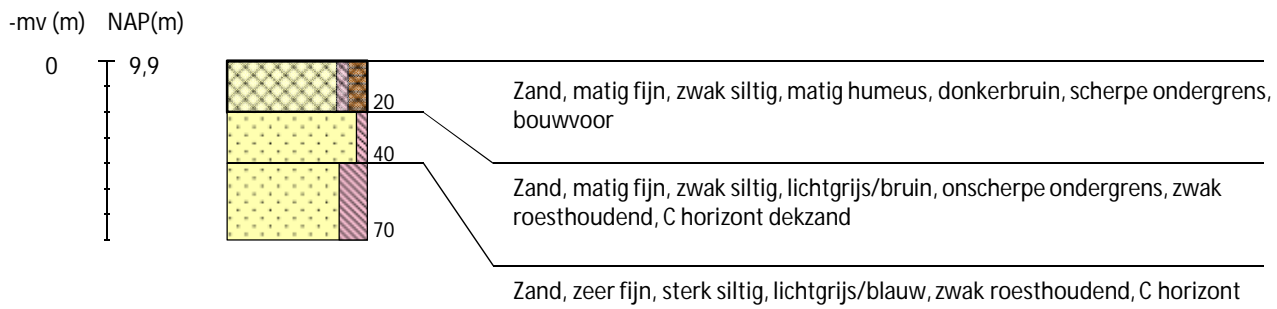 -mv (m) NAP(m)
0 9,9
20
40
70
Zand, matig fijn, zwak siltig, matig humeus, donkerbruin, scherpe ondergrens,
bouwvoor
Zand, matig fijn, zwak siltig, lichtgrijs/bruin, onscherpe ondergrens, zwak
roesthoudend, C horizont dekzand
Zand, zeer fijn, sterk siltig, lichtgrijs/blauw, zwak roesthoudend, C horizont